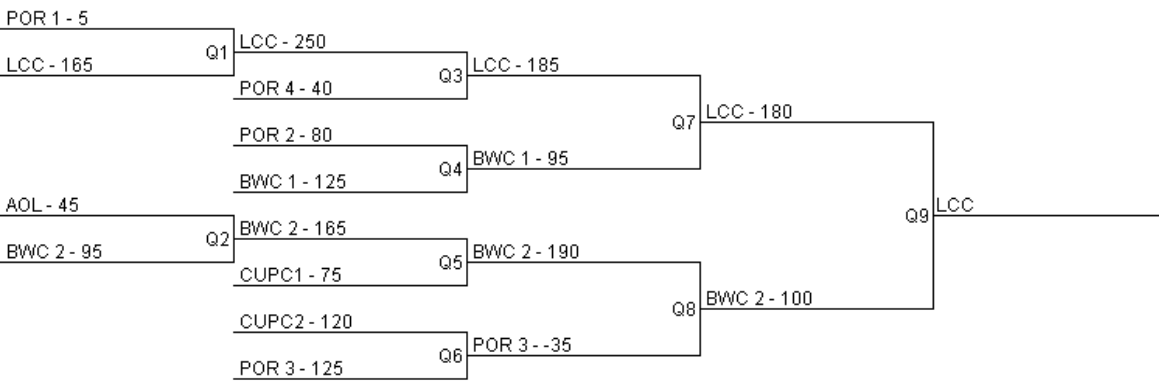 POR 1 - 5
LCC - 165
Q1
LCC - 250
POR 4 - 40
Q3
LCC - 185
POR 2 - 80
BWC 1 - 125
Q4
BWC 1 - 95
Q7
LCC - 180
AOL - 45
BWC 2 - 95
Q2
BWC 2 - 165
CUPC1 - 75
Q5
BWC 2 - 190
CUPC2 - 120
POR 3 - 125
Q6
POR 3 - -35
Q8
BWC 2 - 100
Q9
LCC